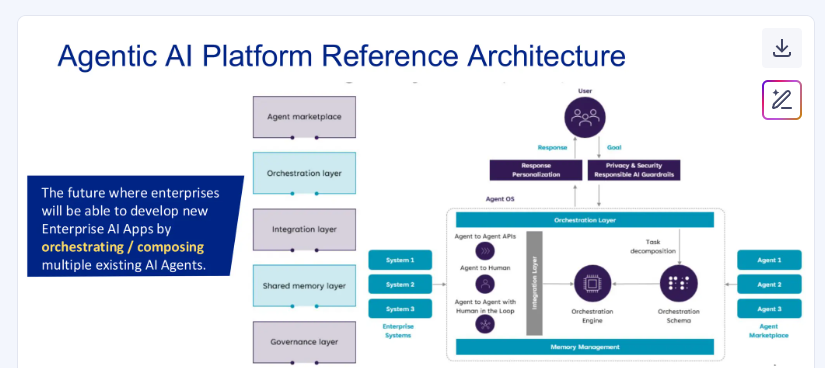 Agentic AI Platform Reference Architecture
The future where enterprises
will be able to develop new
Enterprise AI Apps by
orchestrating / composing
multiple existing AI Agents.
Agent marketplace
Orchestration layer
Integration layer
Shared memory layer
Governance layer
User
Response
Goal
Response
Personalization
Privacy & Security
Responsible AI Guardrails
Agent OS
Orchestration Layer
Agent to Agent APIs
Agent to Human
Agent to Agent with
Human in the Loop
Integration Layer
Task
decomposition
Orchestration
Engine
Orchestration
Schema
Memory Management
System 1
System 2
System 3
Enterprise
Systems
Agent 1
Agent 2
Agent 3
Agent
Marketplace